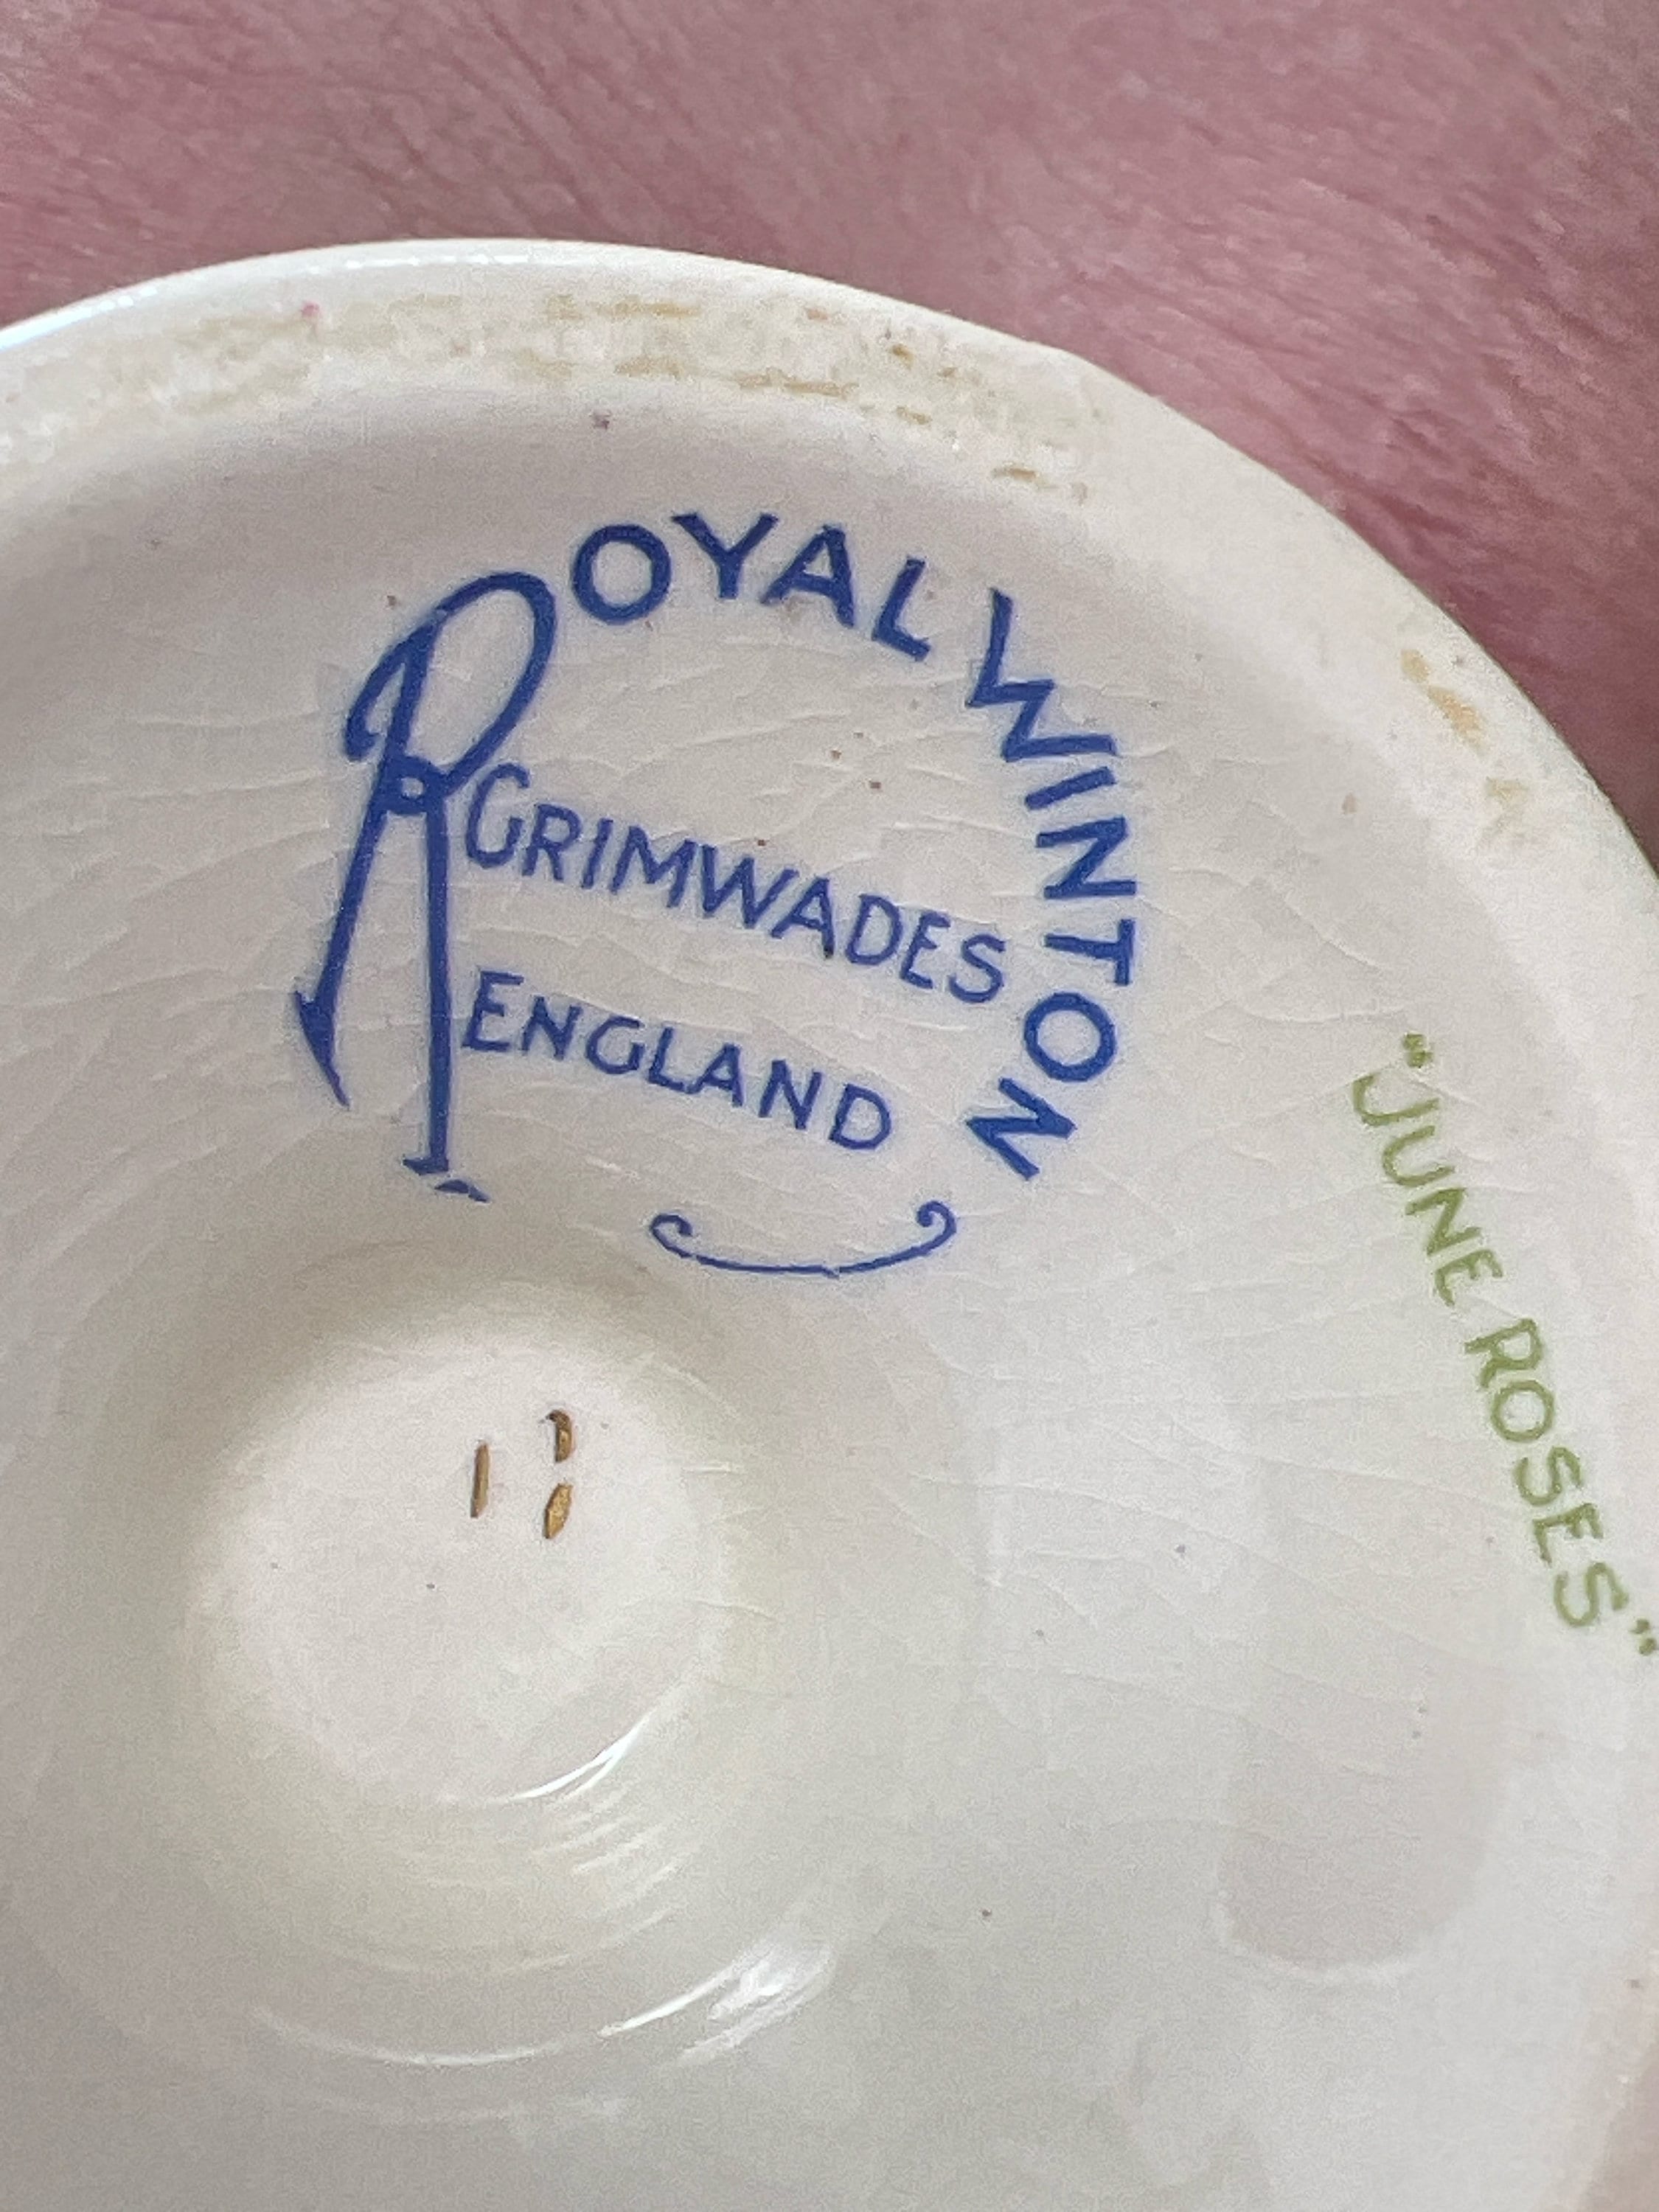 ROYAL WINTON
GRIMWADES
ENGLAND
"JUNE ROSES"